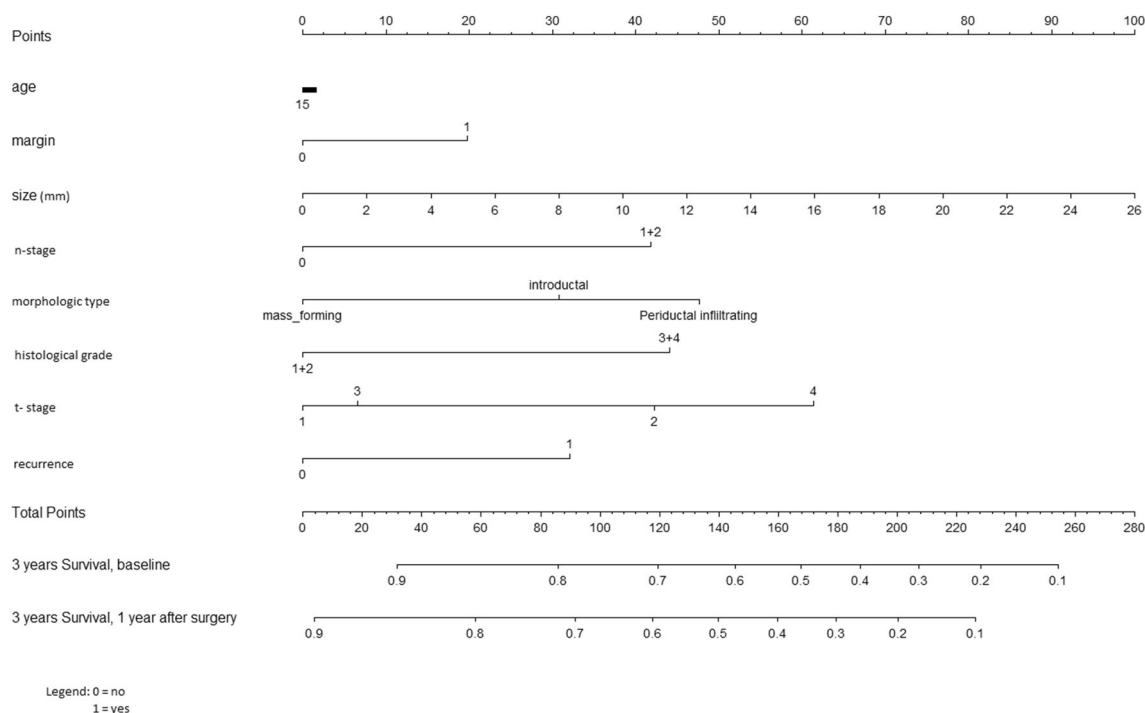 0 10 20 30 40 50 60 70 80 90 100
Points
age
15
1
margin
0
size (mm)
0 2 4 6 8 10 12 14 16 18 20 22 24 26
1+2
n-stage
0
introductal
morphologic type
mass_forming Periductal infliltrating
3+4
histological grade
1+2
3 4
t- stage
1 2
1
recurrence
0
Total Points
0 20 40 60 80 100 120 140 160 180 200 220 240 260 280
3 years Survival, baseline
0.9 0.8 0.7 0.6 0.5 0.4 0.3 0.2 0.1
3 years Survival, 1 year after surgery
0.9 0.8 0.7 0.6 0.5 0.4 0.3 0.2 0.1
Legend: 0 = no
1 = yes